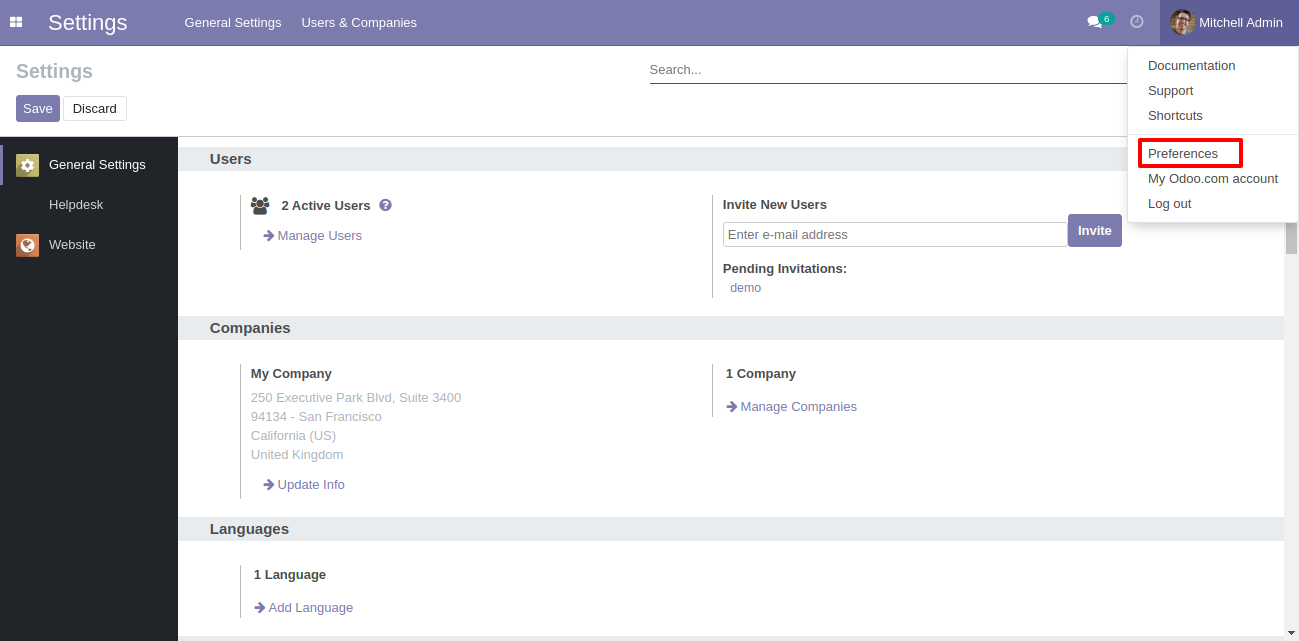 Settings General Settings Users & Companies 6 Mitchell Admin
Settings
Search...
Save Discard
Documentation
Support
Shortcuts
Preferences
My Odoo.com account
Log out
General Settings
Helpdesk
Website
Users
2 Active Users ?
Manage Users
Invite New Users
Enter e-mail address Invite
Pending Invitations:
demo
Companies
My Company
250 Executive Park Blvd, Suite 3400
94134 - San Francisco
California (US)
United Kingdom
Update Info
1 Company
Manage Companies
Languages
1 Language
Add Language